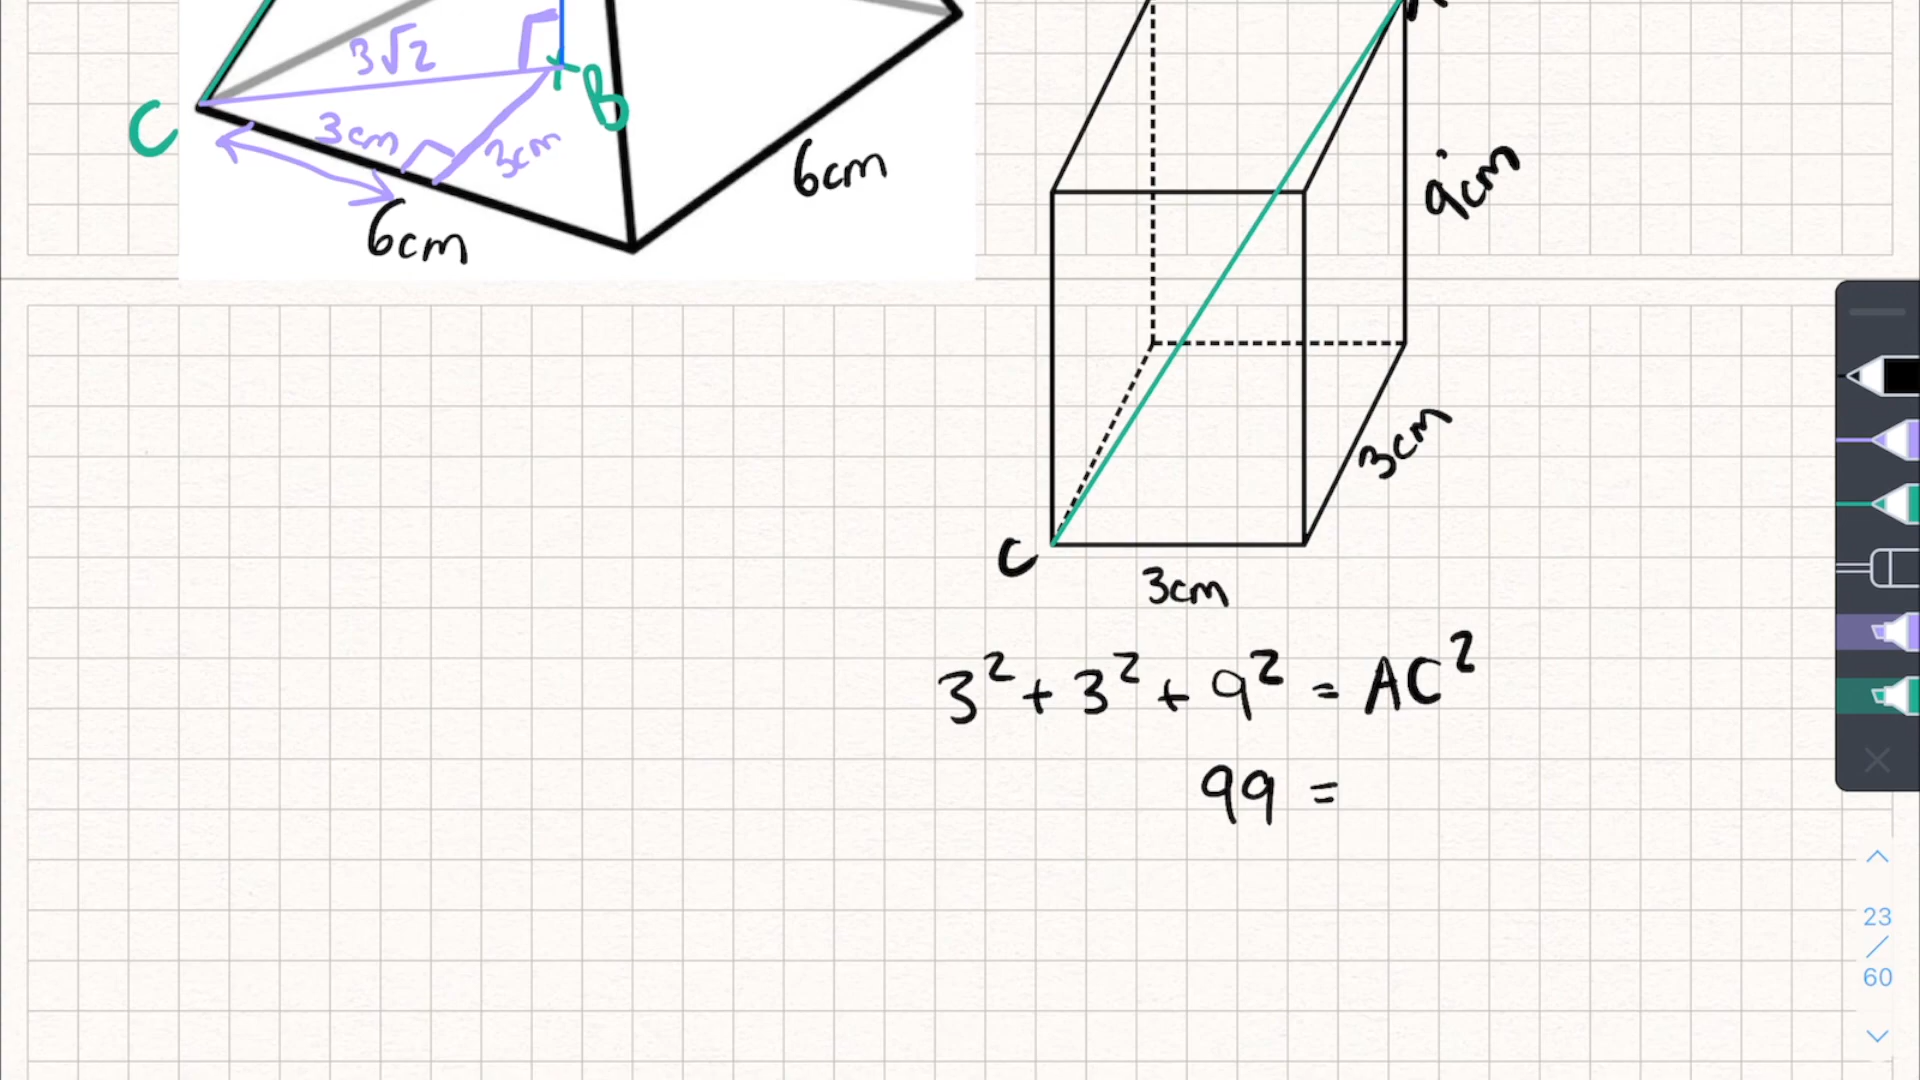 3√2
C
B
3cm
3cm
6cm
6cm
9cm
3cm
C
3cm
3² + 3² + 9² = AC²
99 =
23
/
60